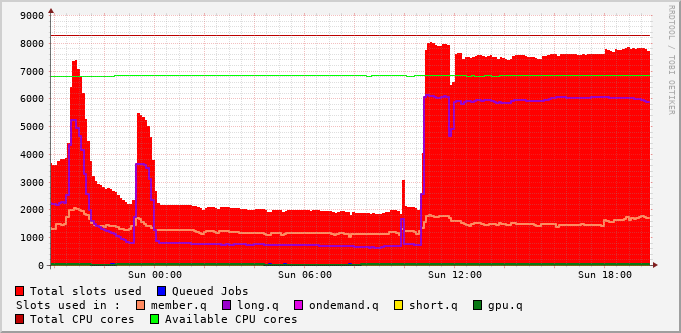 9000
8000
7000
6000
5000
4000
3000
2000
1000
0
Sun 00:00 Sun 06:00 Sun 12:00 Sun 18:00
RRDTOOL / TOBI OETIKER
Total slots used Queued Jobs
Slots used in : member.q long.q ondemand.q short.q gpu.q
Total CPU cores Available CPU cores